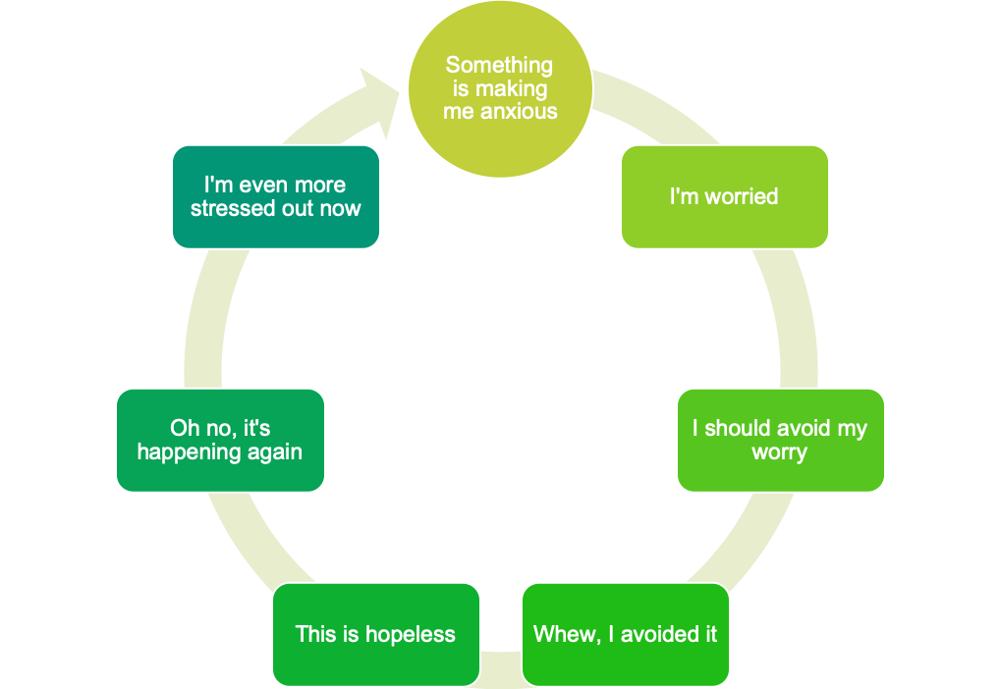 Something
is making
me anxious
I'm worried
I should avoid my
worry
Whew, I avoided it
This is hopeless
Oh no, it's
happening again
I'm even more
stressed out now